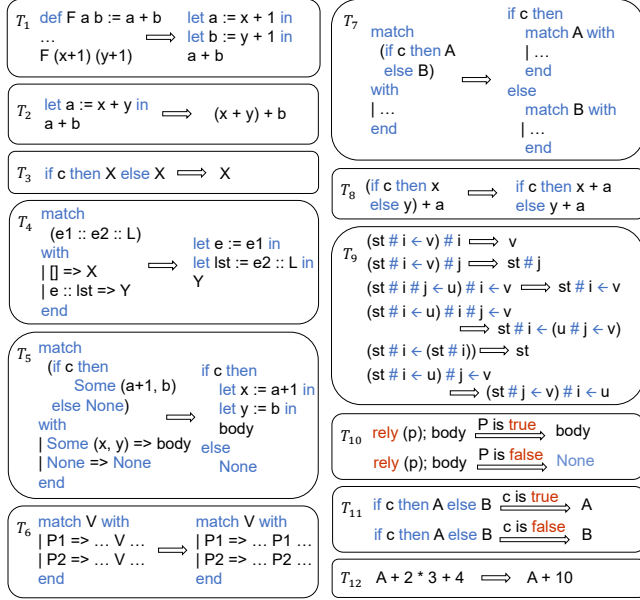 T1 def F a b := a + b
...
F (x+1) (y+1)
let a := x + 1 in
let b := y + 1 in
a + b
T2 let a := x + y in
a + b
(x + y) + b
T3 if c then X else X ⟹ X
T4 match
(e1 :: e2 :: L)
with
| [] => X
| e :: lst => Y
end
let e := e1 in
let lst := e2 :: L in
Y
T5 match
(if c then
Some (a+1, b)
else None)
with
| Some (x, y) => body
| None => None
end
if c then
let x := a+1 in
let y := b in
body
else
None
T6 match V with
| P1 => ... V ...
| P2 => ... V ...
end
match V with
| P1 => ... P1 ...
| P2 => ... P2 ...
end
T7 match
(if c then A
else B)
with
| ...
end
if c then
match A with
| ...
end
else
match B with
| ...
end
T8 (if c then x
else y) + a
if c then x + a
else y + a
T9 (st # i ← v) # i ⟹ v
(st # i ← v) # j ⟹ st # j
(st # i # j ← u) # i ← v ⟹ st # i ← v
(st # i ← u) # i # j ← v
⟹ st # i ← (u # j ← v)
(st # i ← (st # i)) ⟹ st
(st # i ← u) # j ← v
⟹ (st # j ← v) # i ← u
T10 rely (p); body P is true ⟹ body
rely (p); body P is false ⟹ None
T11 if c then A else B c is true ⟹ A
if c then A else B c is false ⟹ B
T12 A + 2 * 3 + 4 ⟹ A + 10